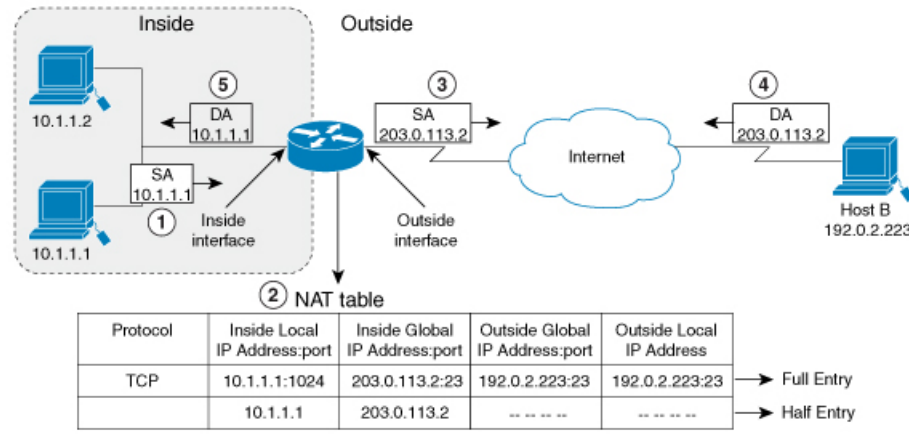 Inside
Outside
5
3
4
DA
10.1.1.1
SA
203.0.113.2
DA
203.0.113.2
10.1.1.2
Internet
SA
10.1.1.1
1
Inside
interface
Outside
interface
Host B
192.0.2.223
10.1.1.1
2 NAT table
Protocol Inside Local IP Address:port Inside Global IP Address:port Outside Global IP Address:port Outside Local IP Address
TCP 10.1.1.1:1024 203.0.113.2:23 192.0.2.223:23 192.0.2.223:23 Full Entry
10.1.1.1 203.0.113.2 -- -- -- -- -- -- -- -- Half Entry